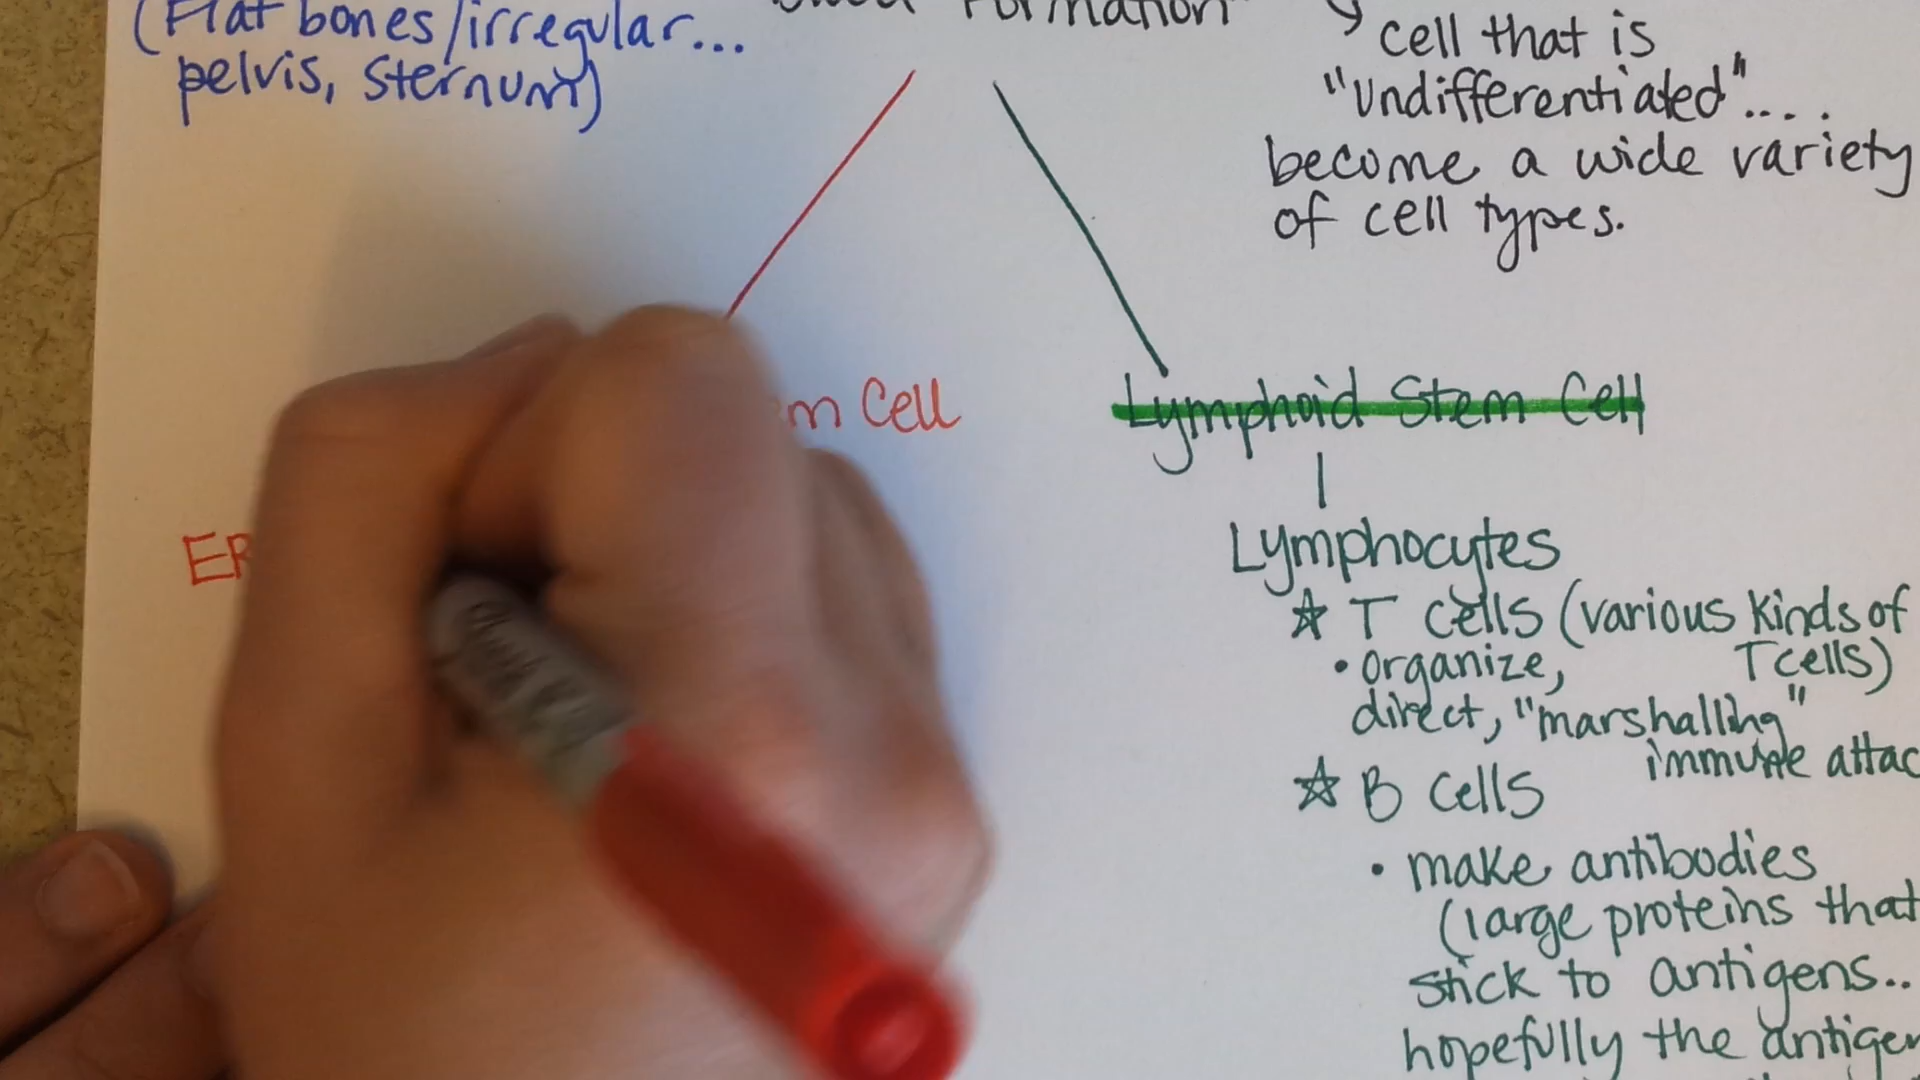 (Flat bones/irregular...
pelvis, sternum)
Formation
cell that is
"undifferentiated"....
become a wide variety
of cell types.
Cell
Lymphoid Stem Cell
Lymphocytes
ER
☆ T cells (various kinds of
T cells)
• organize,
direct, "marshalling"
immune attac
☆ B cells
• make antibodies
(large proteins that
stick to antigens..
hopefully the antigen